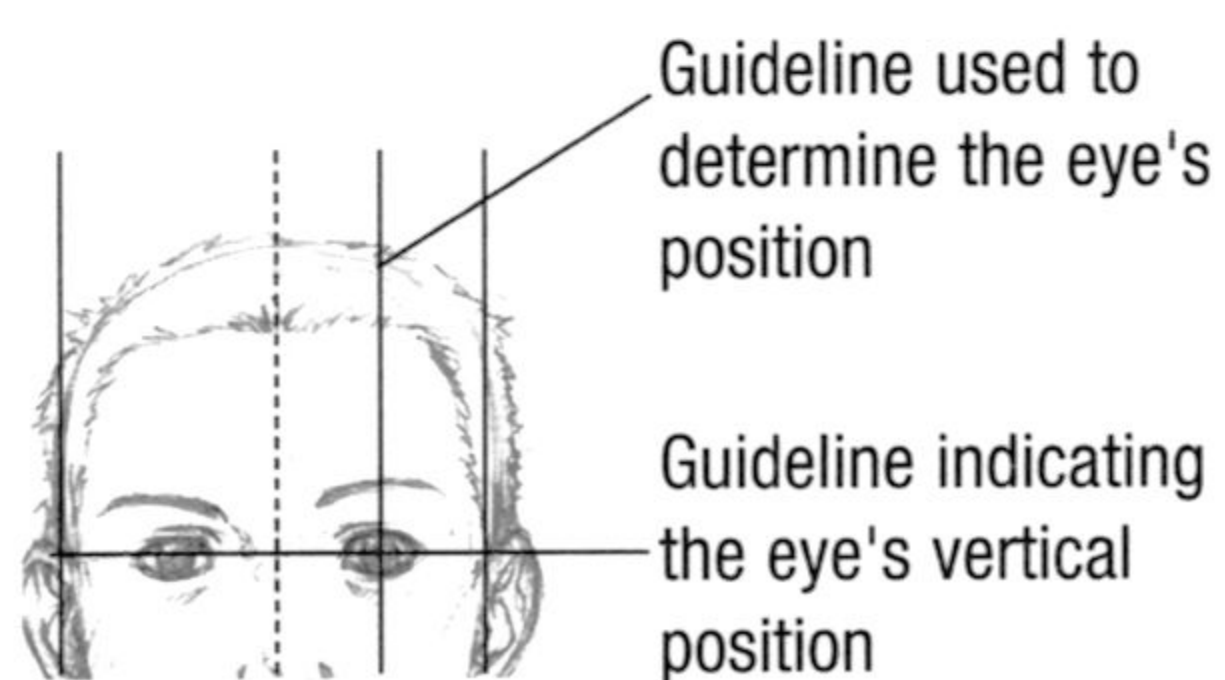 Guideline used to
determine the eye's
position
Guideline indicating
the eye's vertical
position